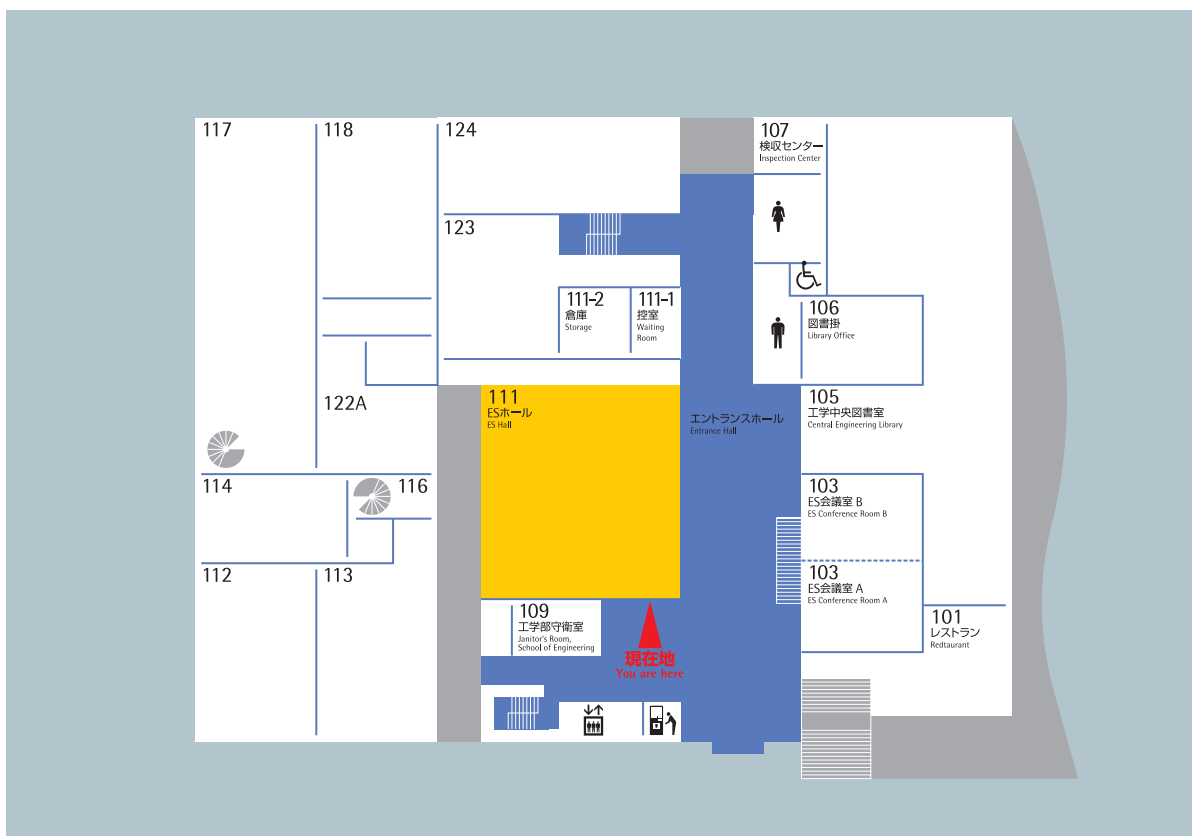 117
118
124
107
検収センター
Inspection Center
123
111-2
倉庫
Storage
111-1
控室
Waiting
Room
106
図書掛
Library Office
122A
111
ESホール
ES Hall
エントランスホール
Entrance Hall
105
工学中央図書室
Central Engineering Library
114
116
103
ES会議室 B
ES Conference Room B
112
113
103
ES会議室 A
ES Conference Room A
109
工学部守衛室
Janitor's Room,
School of Engineering
101
レストラン
Redtaurant
現在地
You are here